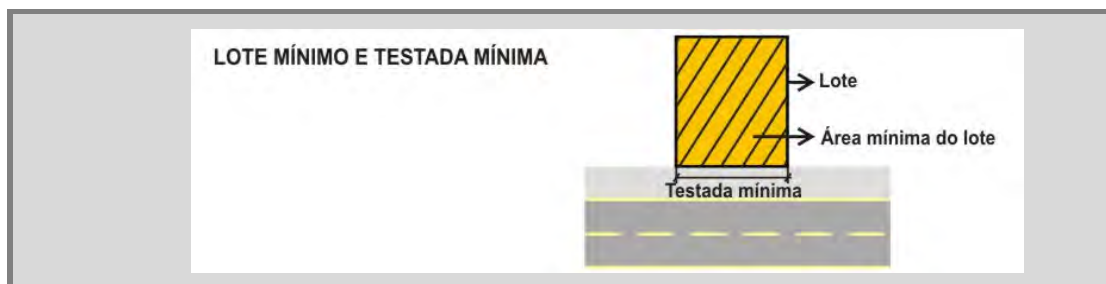 LOTE MÍNIMO E TESTADA MÍNIMA
Lote
Área mínima do lote
Testada mínima